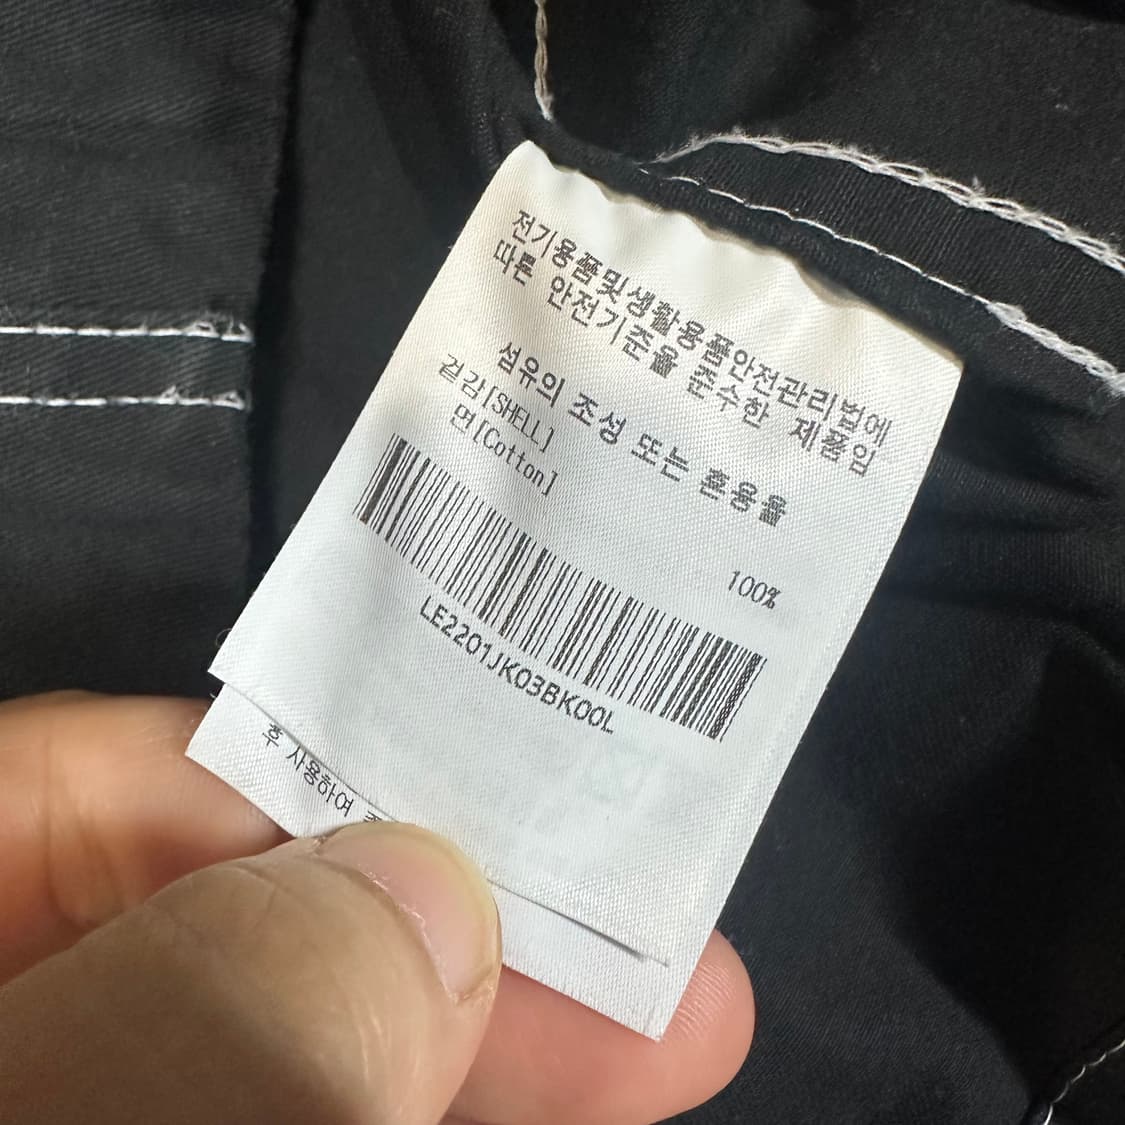 전기용품및생활용품안전관리법에
따른 안전기준을 준수한 제품임
섬유의 조성 또는 혼용율
겉감[SHELL]
면[Cotton]
100%
LE2201JK03BK00L
후 사용하여